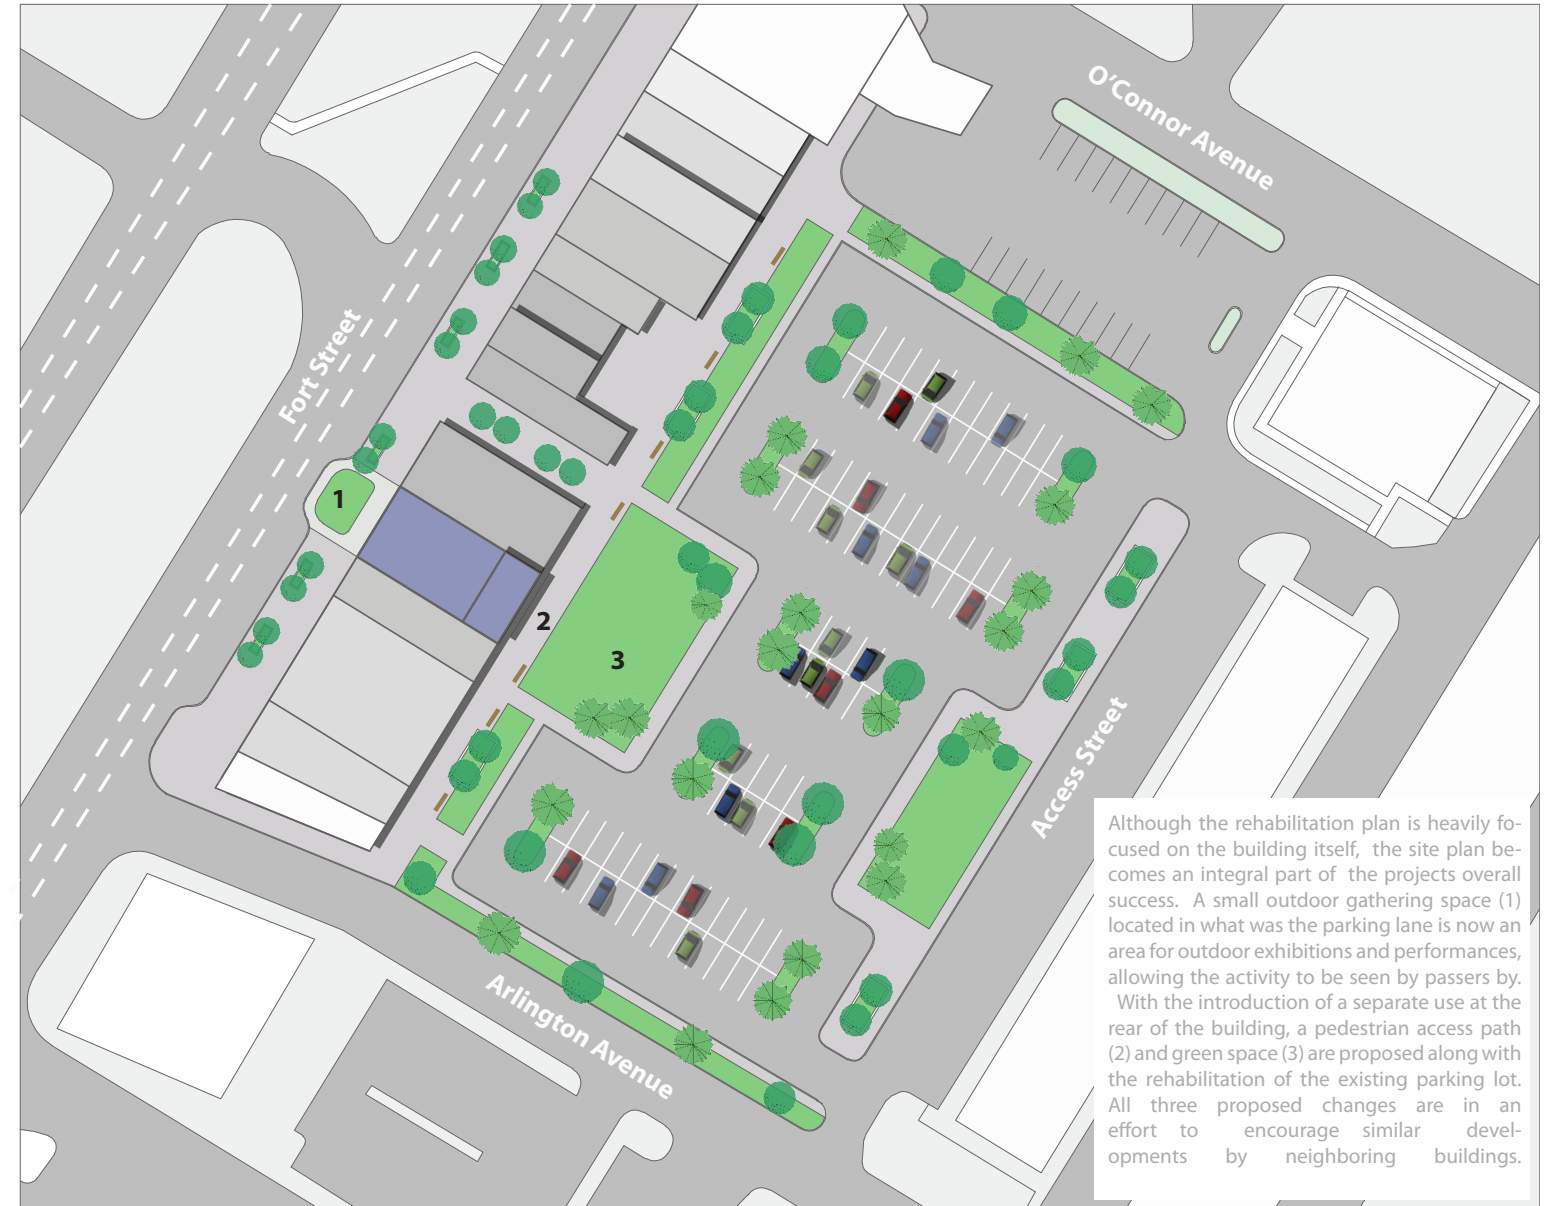 O'Connor Avenue
Fort Street
1
2
3
Access Street
Arlington Avenue
Although the rehabilitation plan is heavily fo-
cused on the building itself, the site plan be-
comes an integral part of the projects overall
success. A small outdoor gathering space (1)
located in what was the parking lane is now an
area for outdoor exhibitions and performances,
allowing the activity to be seen by passers by.
With the introduction of a separate use at the
rear of the building, a pedestrian access path
(2) and green space (3) are proposed along with
the rehabilitation of the existing parking lot.
All three proposed changes are in an
effort to encourage similar devel-
opments by neighboring buildings.